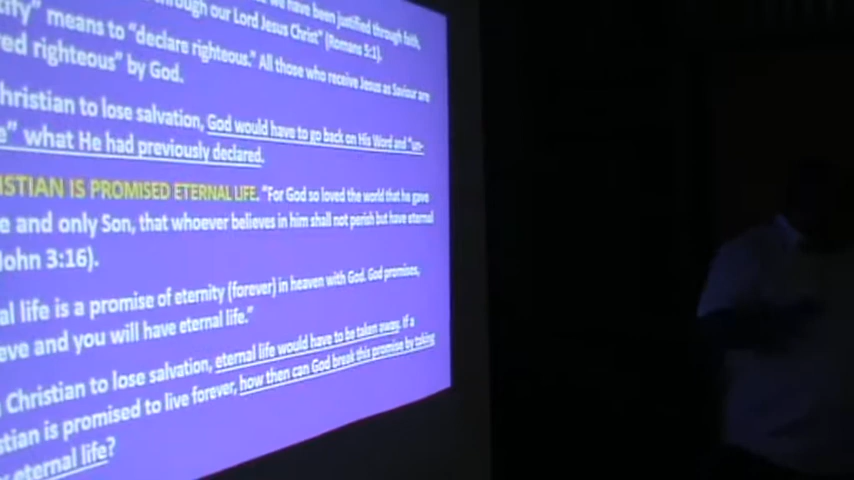 we have been justified through faith,
through our Lord Jesus Christ" (Romans 5:1).
tify" means to "declare righteous." All those who receive Jesus as Saviour are
red righteous" by God.
hristian to lose salvation, God would have to go back on His Word and "un-
e" what He had previously declared.
ISTIAN IS PROMISED ETERNAL LIFE. "For God so loved the world that he gave
e and only Son, that whoever believes in him shall not perish but have eternal
John 3:16).
al life is a promise of eternity (forever) in heaven with God. God promises,
eve and you will have eternal life."
Christian to lose salvation, eternal life would have to be taken away. If a
stian is promised to live forever, how then can God break this promise by taking
eternal life?